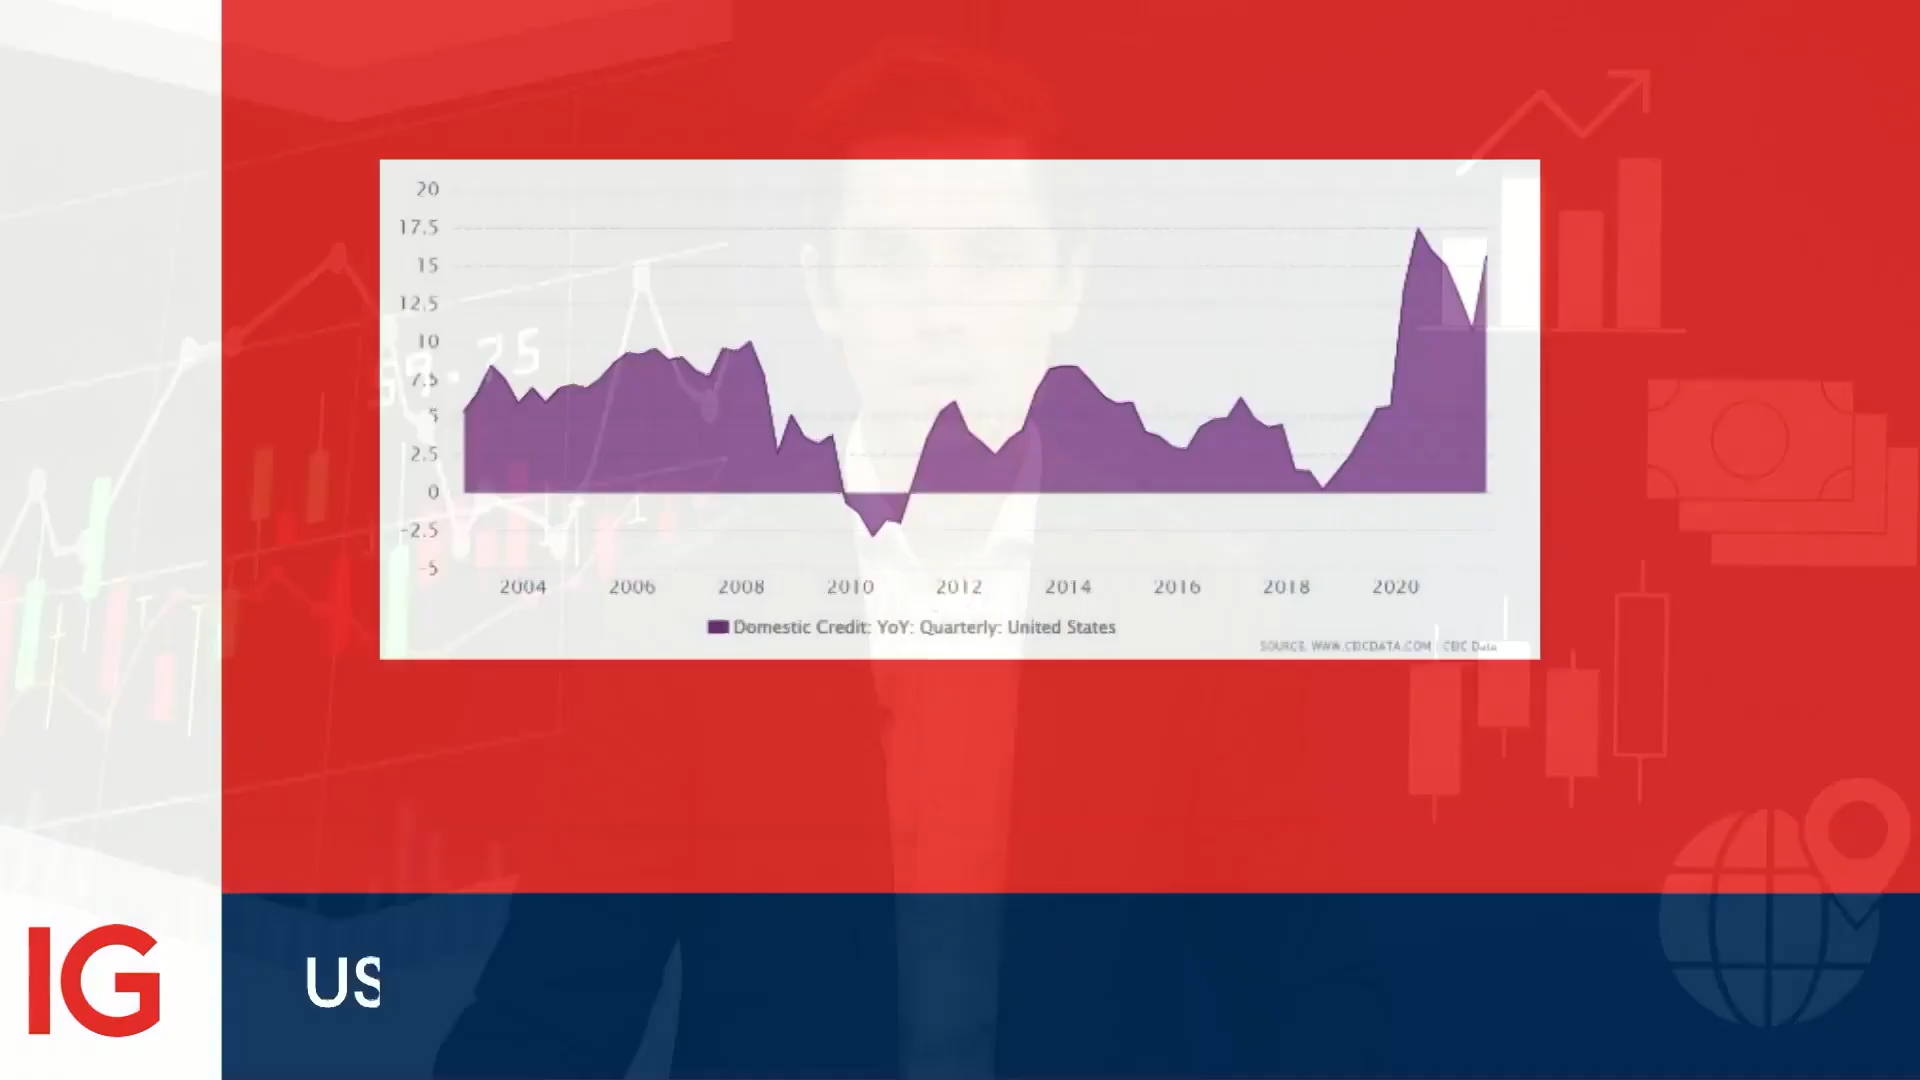 20
17.5
15
12.5
10
7.5
5
2.5
0
-2.5
-5
2004 2006 2008 2010 2012 2014 2016 2018 2020
Domestic Credit: YoY: Quarterly: United States
SOURCE: WWW.CEICDATA.COM | CEIC Data
.75
IG
US